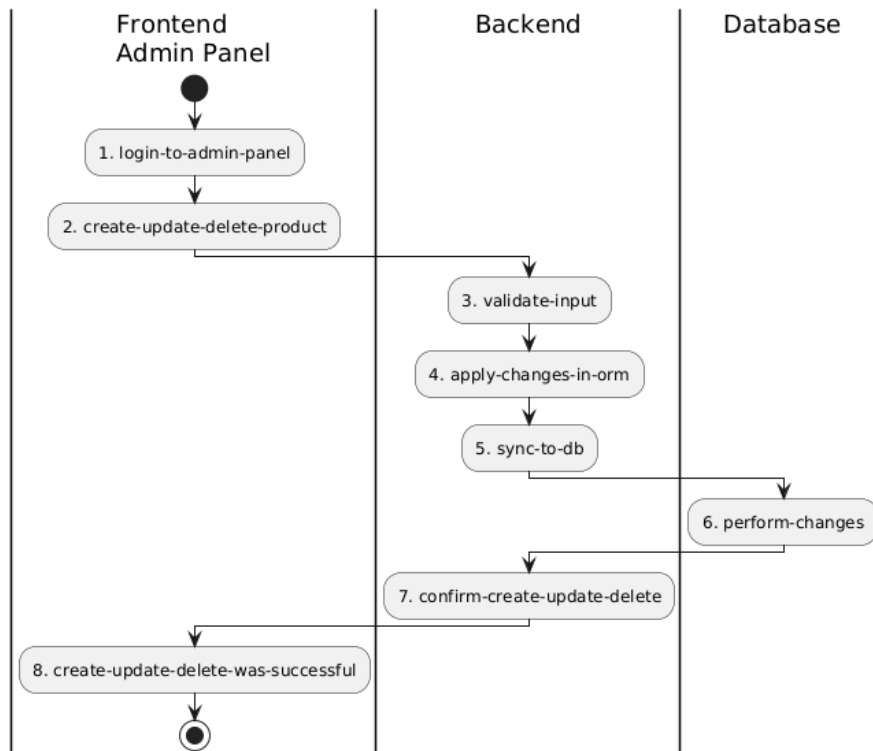 Frontend
Admin Panel
Backend
Database
1. login-to-admin-panel
2. create-update-delete-product
3. validate-input
4. apply-changes-in-orm
5. sync-to-db
6. perform-changes
7. confirm-create-update-delete
8. create-update-delete-was-successful